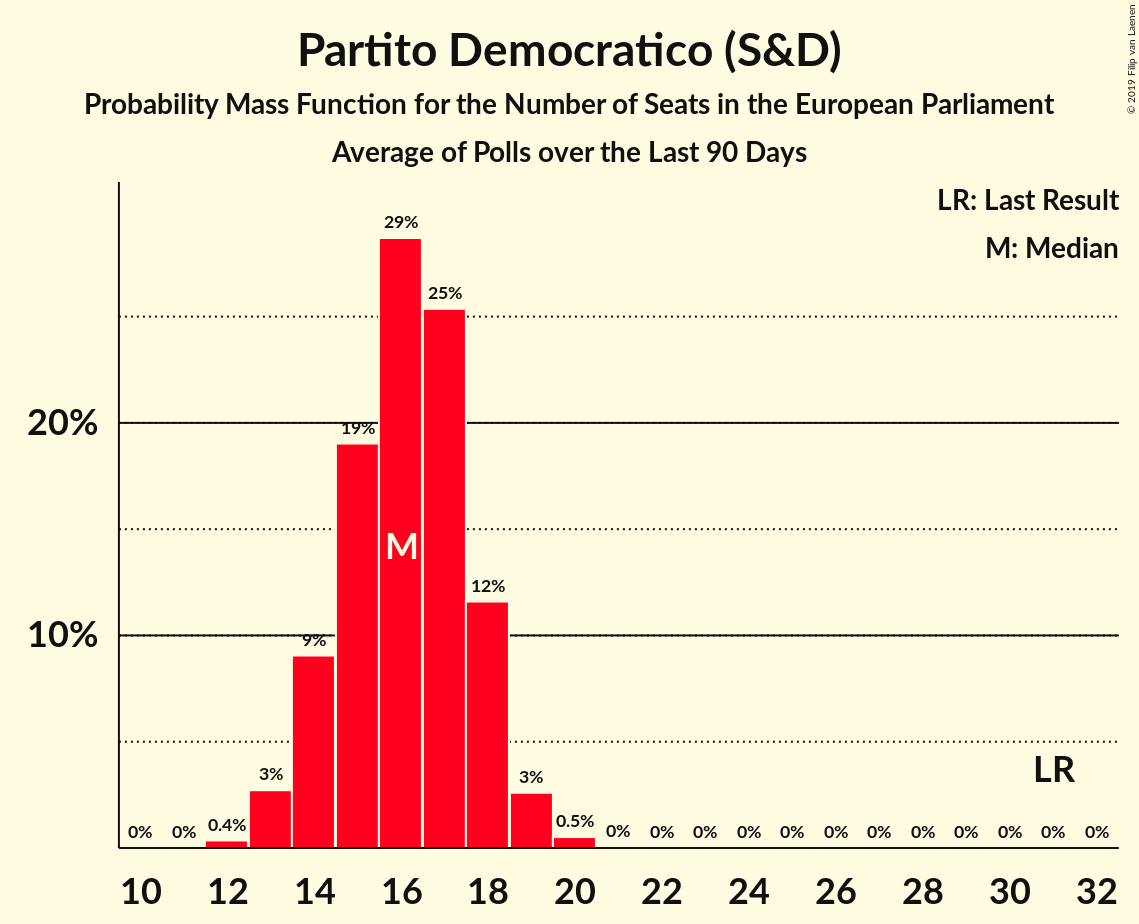 Partito Democratico (S&D)
Probability Mass Function for the Number of Seats in the European Parliament
Average of Polls over the Last 90 Days
© 2019 Filip van Laenen
LR: Last Result
M: Median
29%
25%
20%
19%
M
12%
10%
9%
LR
3%
3%
0%
0%
0.4%
0.5%
0%
0%
0%
0%
0%
0%
0%
0%
0%
0%
0%
0%
10 12 14 16 18 20 22 24 26 28 30 32